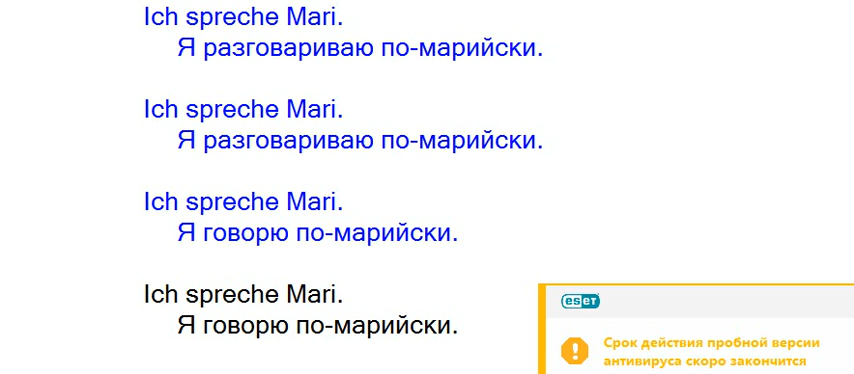 Ich spreche Mari.
Я разговариваю по-марийски.
Ich spreche Mari.
Я разговариваю по-марийски.
Ich spreche Mari.
Я говорю по-марийски.
Ich spreche Mari.
Я говорю по-марийски.
eset
Срок действия пробной версии
антивируса скоро закончится